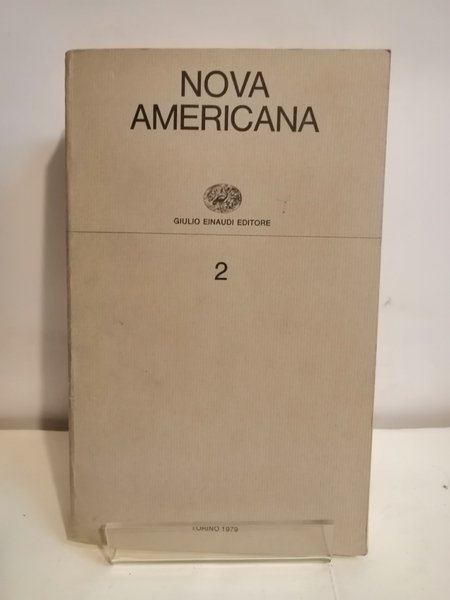 NOVA
AMERICANA
GIULIO EINAUDI EDITORE
2
TORINO 1979